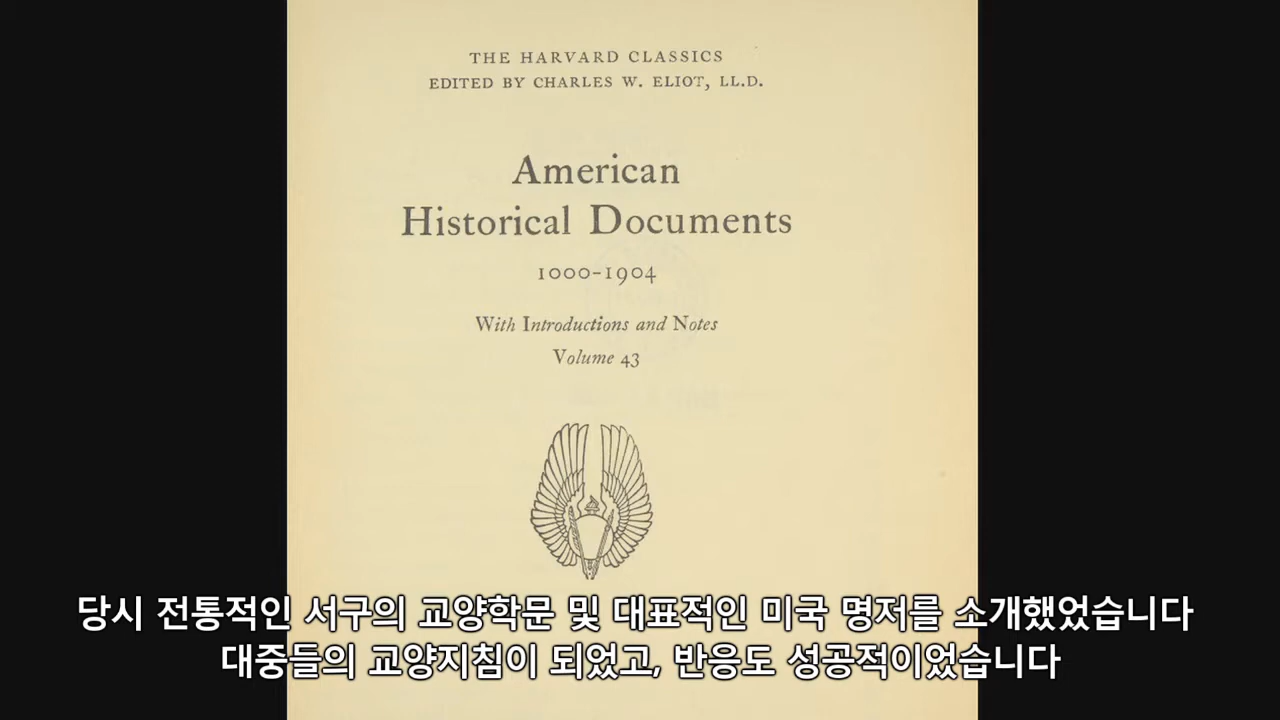 THE HARVARD CLASSICS
EDITED BY CHARLES W. ELIOT, LL.D.
American
Historical Documents
1000-1904
With Introductions and Notes
Volume 43
당시 전통적인 서구의 교양학문 및 대표적인 미국 명저를 소개했었습니다
대중들의 교양지침이 되었고, 반응도 성공적이었습니다